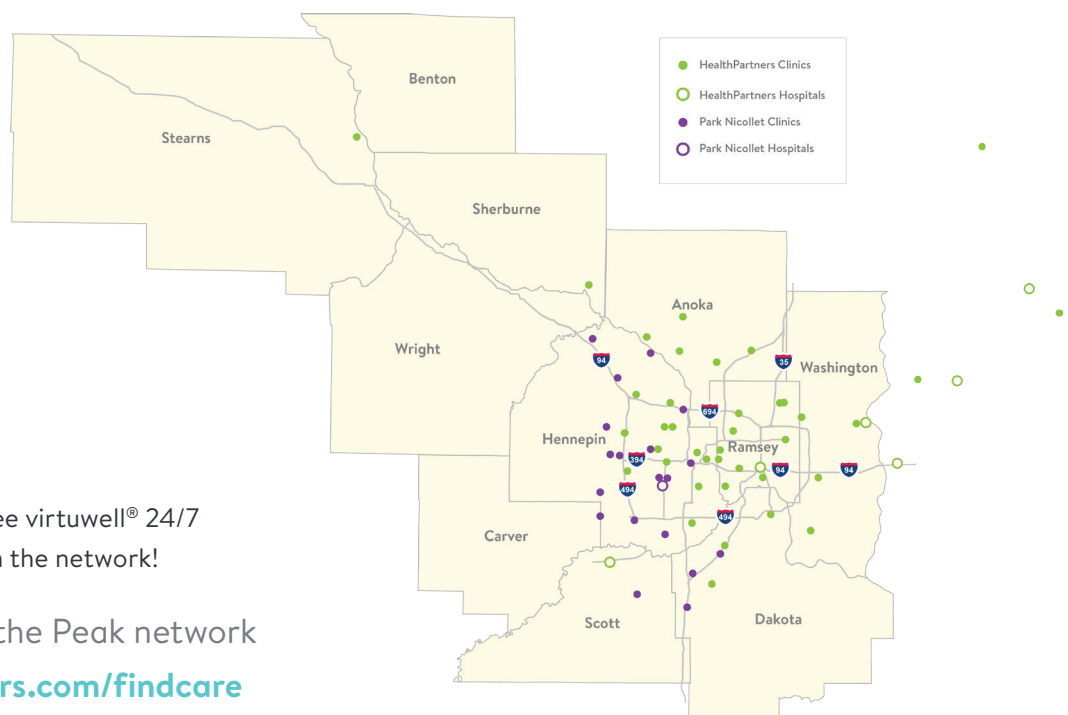 Benton
HealthPartners Clinics
HealthPartners Hospitals
Park Nicollet Clinics
Park Nicollet Hospitals
Stearns
Sherburne
Anoka
Wright
94
35
Washington
694
Hennepin
Ramsey
394
94
94
494
494
Carver
Scott
Dakota
ee virtuwell® 24/7
n the network!
the Peak network
rs.com/findcare